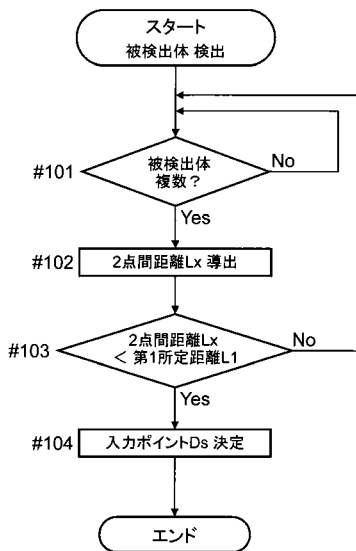 スタート
被検出体 検出
#101
被検出体
複数?
No
Yes
#102
2点間距離Lx 導出
#103
2点間距離Lx
< 第1所定距離L1
No
Yes
#104
入力ポイントDs 決定
エンド